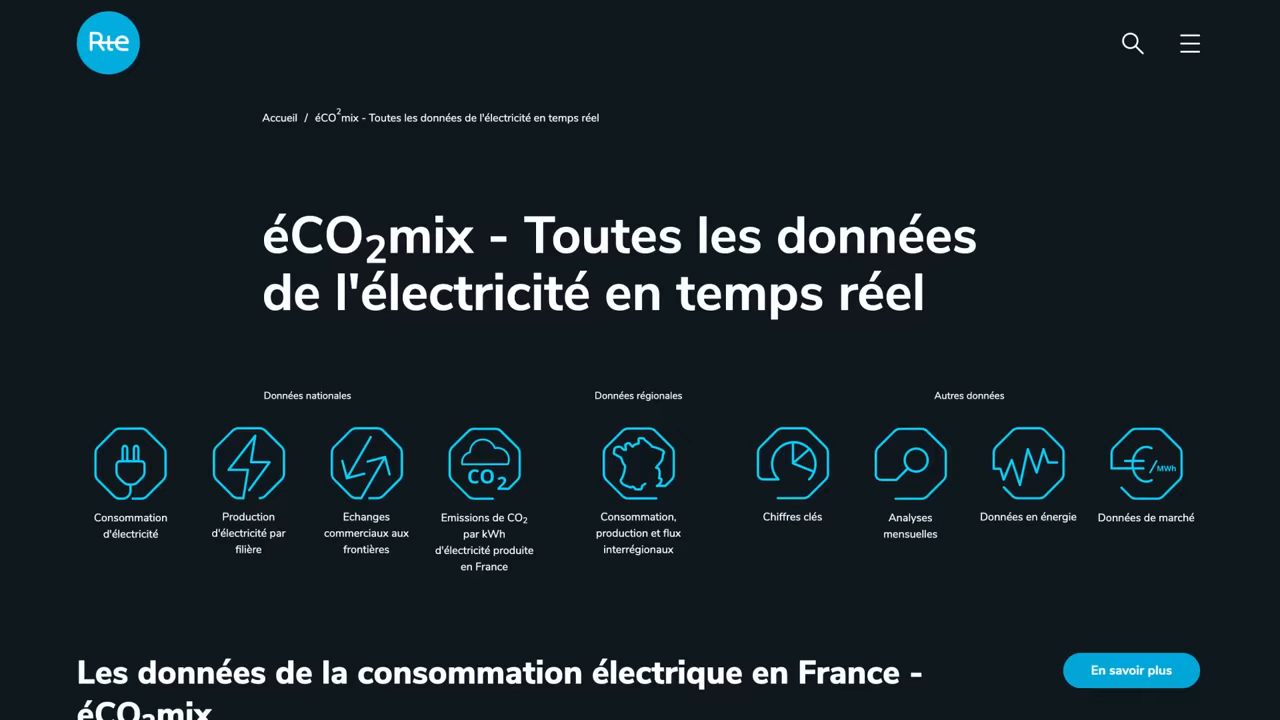 Rte
Accueil / éCO²mix - Toutes les données de l'électricité en temps réel
éCO₂mix - Toutes les données
de l'électricité en temps réel
Données nationales
Données régionales
Autres données
CO₂
€/MWh
Consommation
d'électricité
Production
d'électricité par
filière
Echanges
commerciaux aux
frontières
Emissions de CO₂
par kWh
d'électricité produite
en France
Consommation,
production et flux
interrégionaux
Chiffres clés
Analyses
mensuelles
Données en énergie
Données de marché
Les données de la consommation électrique en France -
éCO₂mix
En savoir plus